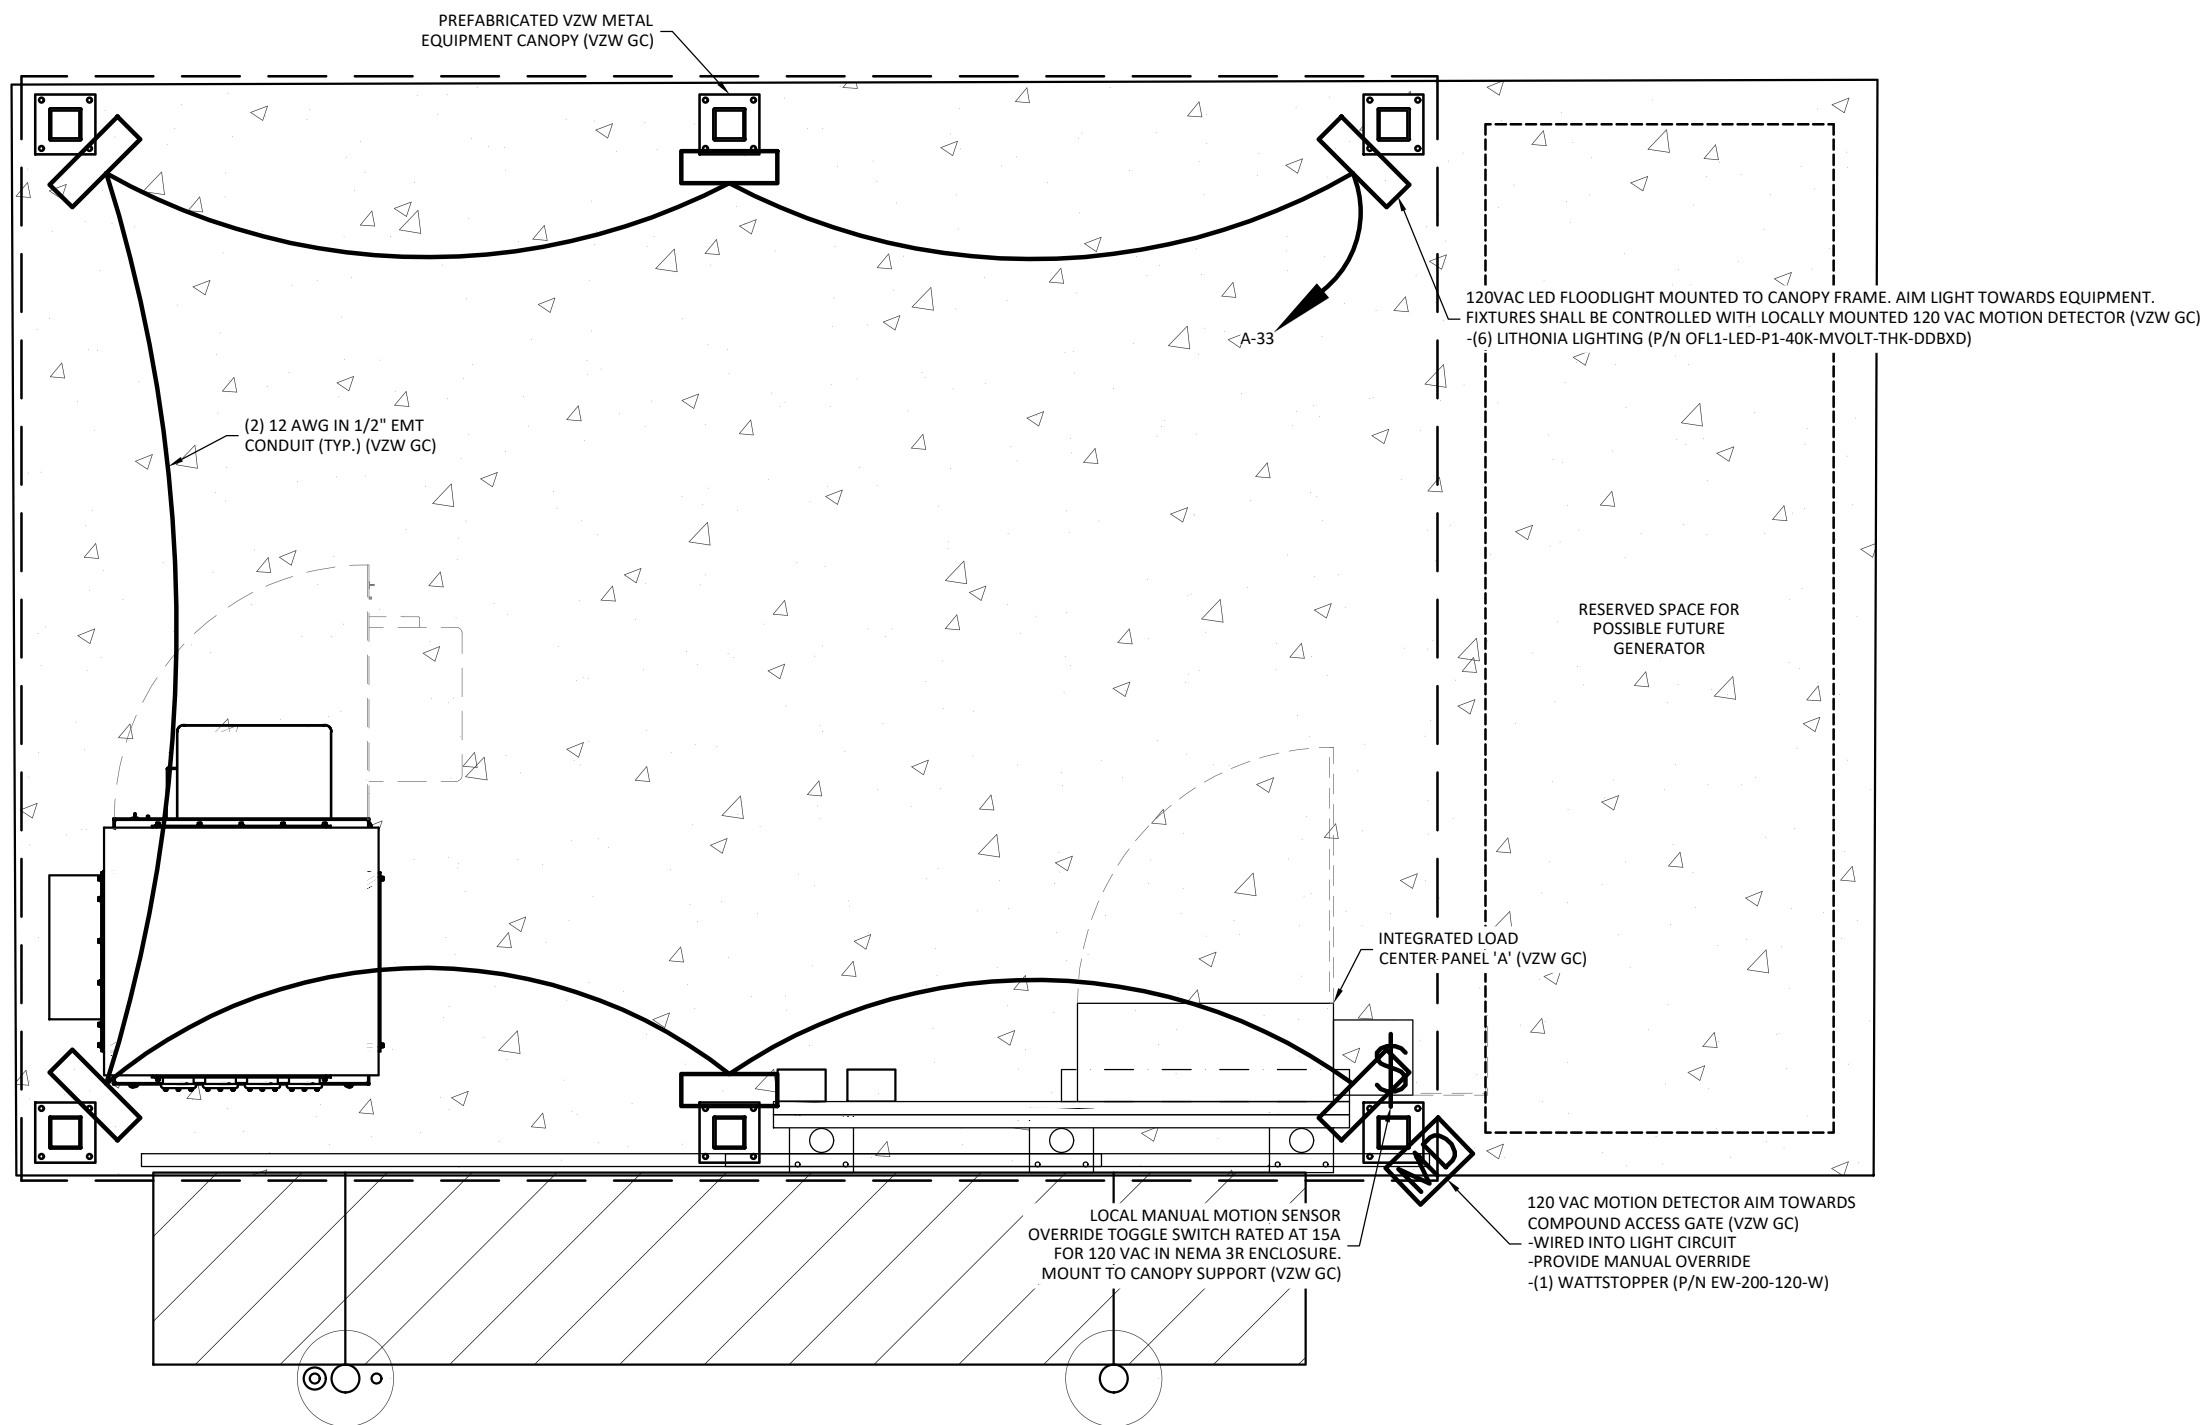 PREFABRICATED VZW METAL
EQUIPMENT CANOPY (VZW GC)
120VAC LED FLOODLIGHT MOUNTED TO CANOPY FRAME. AIM LIGHT TOWARDS EQUIPMENT.
FIXTURES SHALL BE CONTROLLED WITH LOCALLY MOUNTED 120 VAC MOTION DETECTOR (VZW GC)
-(6) LITHONIA LIGHTING (P/N OFL1-LED-P1-40K-MVOLT-THK-DDBXD)
A-33
(2) 12 AWG IN 1/2" EMT
CONDUIT (TYP.) (VZW GC)
RESERVED SPACE FOR
POSSIBLE FUTURE
GENERATOR
INTEGRATED LOAD
CENTER PANEL 'A' (VZW GC)
S
MD
LOCAL MANUAL MOTION SENSOR
OVERRIDE TOGGLE SWITCH RATED AT 15A
FOR 120 VAC IN NEMA 3R ENCLOSURE.
MOUNT TO CANOPY SUPPORT (VZW GC)
120 VAC MOTION DETECTOR AIM TOWARDS
COMPOUND ACCESS GATE (VZW GC)
-WIRED INTO LIGHT CIRCUIT
-PROVIDE MANUAL OVERRIDE
-(1) WATTSTOPPER (P/N EW-200-120-W)